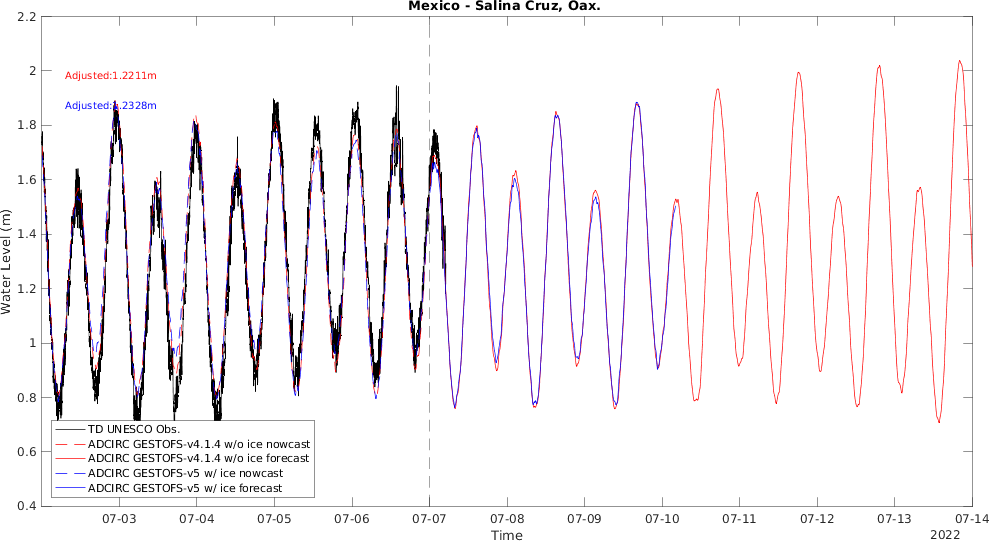 Mexico - Salina Cruz, Oax.
2.2
2
1.8
1.6
1.4
1.2
1
0.8
0.6
0.4
Water Level (m)
Adjusted:1.2211m
Adjusted:1.2328m
TD UNESCO Obs.
ADCIRC GESTOFS-v4.1.4 w/o ice nowcast
ADCIRC GESTOFS-v4.1.4 w/o ice forecast
ADCIRC GESTOFS-v5 w/ ice nowcast
ADCIRC GESTOFS-v5 w/ ice forecast
07-03 07-04 07-05 07-06 07-07 07-08 07-09 07-10 07-11 07-12 07-13 07-14
Time
2022